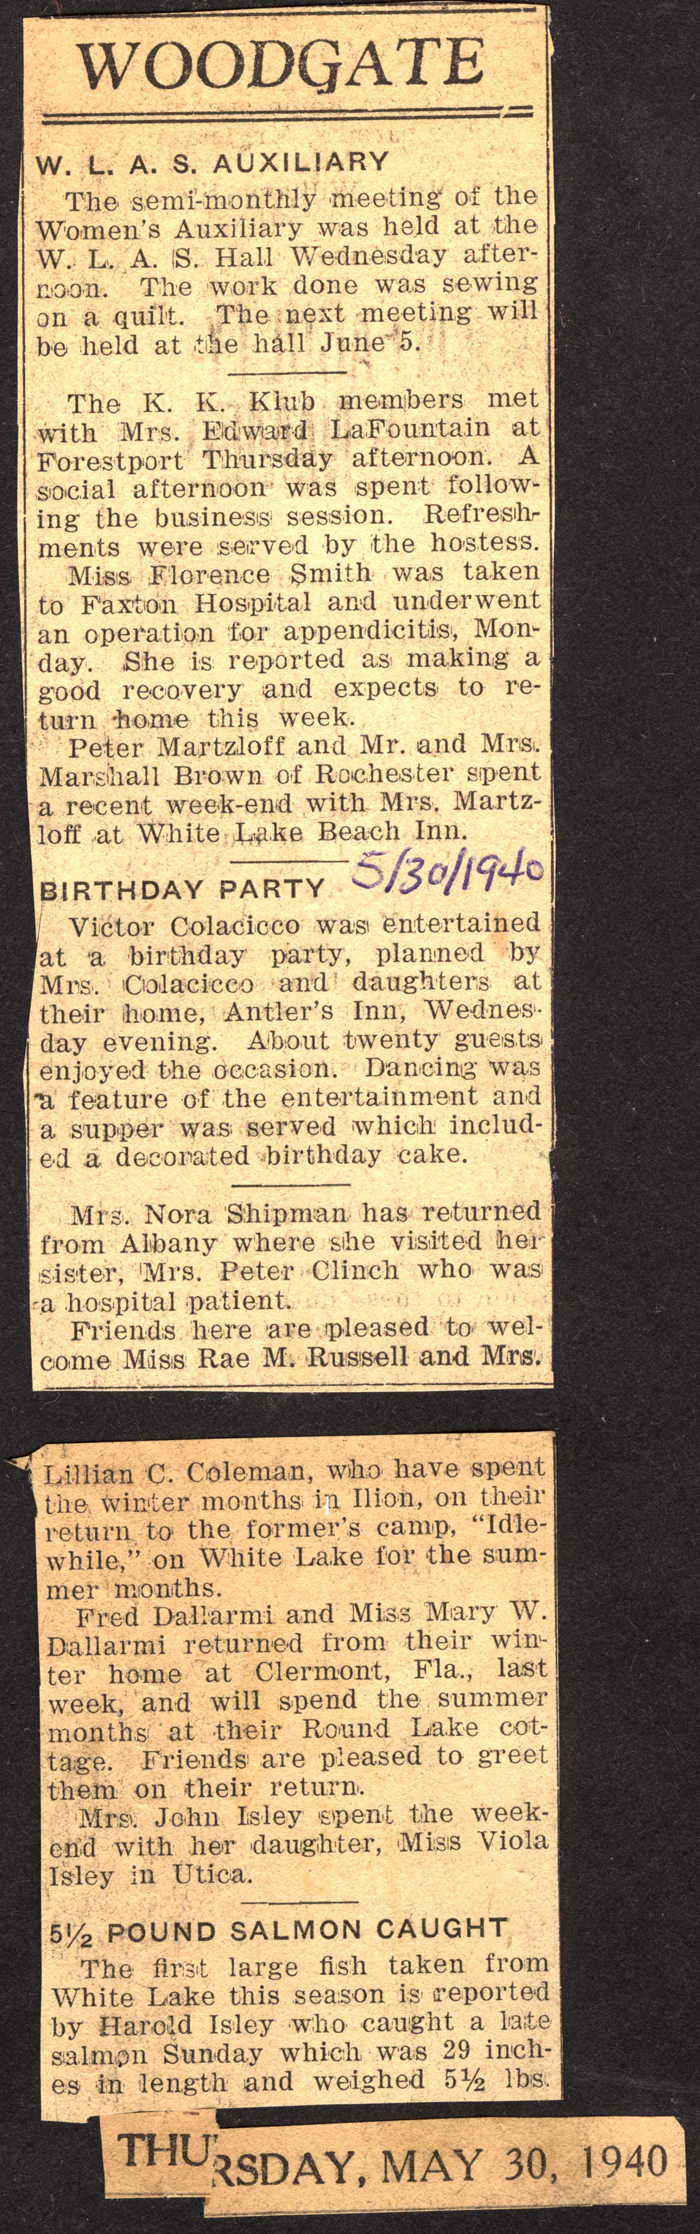 WOODGATE
W. L. A. S. AUXILIARY
The semi-monthly meeting of the
Women's Auxiliary was held at the
W. L. A. S. Hall Wednesday after-
noon. The work done was sewing
on a quilt. The next meeting will
be held at the hall June 5.
The K. K. Klub members met
with Mrs. Edward LaFountain at
Forestport Thursday afternoon. A
social afternoon was spent follow-
ing the business session. Refresh-
ments were served by the hostess.
Miss Florence Smith was taken
to Faxton Hospital and underwent
an operation for appendicitis, Mon-
day. She is reported as making a
good recovery and expects to re-
turn home this week.
Peter Martzloff and Mr. and Mrs.
Marshall Brown of Rochester spent
a recent week-end with Mrs. Martz-
loff at White Lake Beach Inn.
5/30/1940
BIRTHDAY PARTY
Victor Colacicco was entertained
at a birthday party, planned by
Mrs. Colacicco and daughters at
their home, Antler's Inn, Wednes-
day evening. About twenty guests
enjoyed the occasion. Dancing was
a feature of the entertainment and
a supper was served which includ-
ed a decorated birthday cake.
Mrs. Nora Shipman has returned
from Albany where she visited her
sister, Mrs. Peter Clinch who was
a hospital patient.
Friends here are pleased to wel-
come Miss Rae M. Russell and Mrs.
Lillian C. Coleman, who have spent
the winter months in Ilion, on their
return to the former's camp, "Idle-
while," on White Lake for the sum-
mer months.
Fred Dallarmi and Miss Mary W.
Dallarmi returned from their win-
ter home at Clermont, Fla., last
week, and will spend the summer
months at their Round Lake cot-
tage. Friends are pleased to greet
them on their return.
Mrs. John Isley spent the week-
end with her daughter, Miss Viola
Isley in Utica.
5½ POUND SALMON CAUGHT
The first large fish taken from
White Lake this season is reported
by Harold Isley who caught a late
salmon Sunday which was 29 inch-
es in length and weighed 5½ lbs.
THURSDAY, MAY 30, 1940